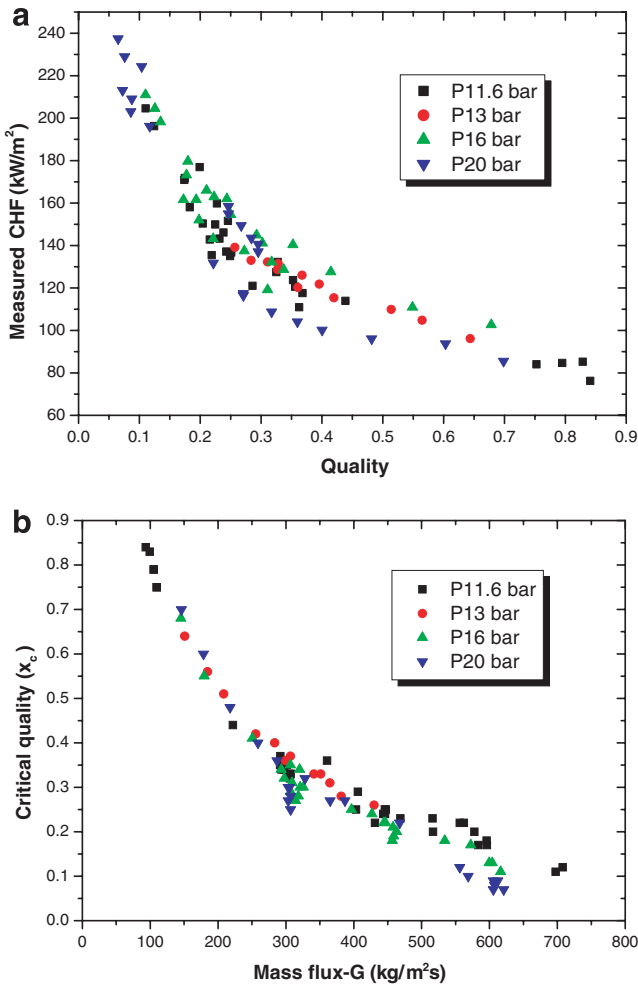 a
240
220
200
180
160
140
120
100
80
60
Measured CHF (kW/m²)
P11.6 bar
P13 bar
P16 bar
P20 bar
0.0 0.1 0.2 0.3 0.4 0.5 0.6 0.7 0.8 0.9
Quality
b
0.9
0.8
0.7
0.6
0.5
0.4
0.3
0.2
0.1
0.0
Critical quality (xc)
P11.6 bar
P13 bar
P16 bar
P20 bar
0 100 200 300 400 500 600 700 800
Mass flux-G (kg/m²s)